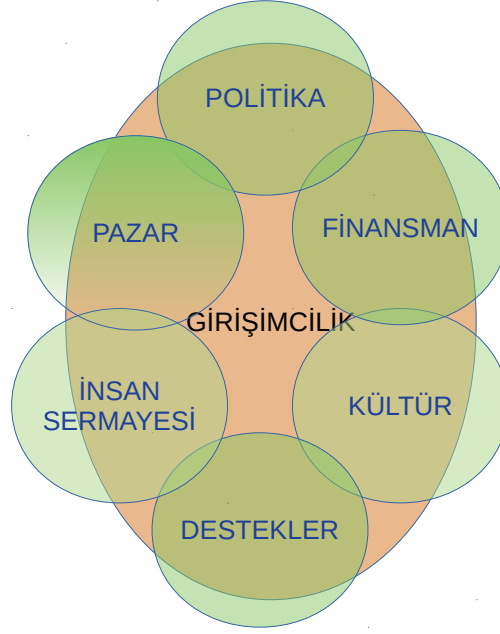 POLİTİKA
PAZAR
FİNANSMAN
GİRİŞİMCİLİK
İNSAN
SERMAYESİ
KÜLTÜR
DESTEKLER